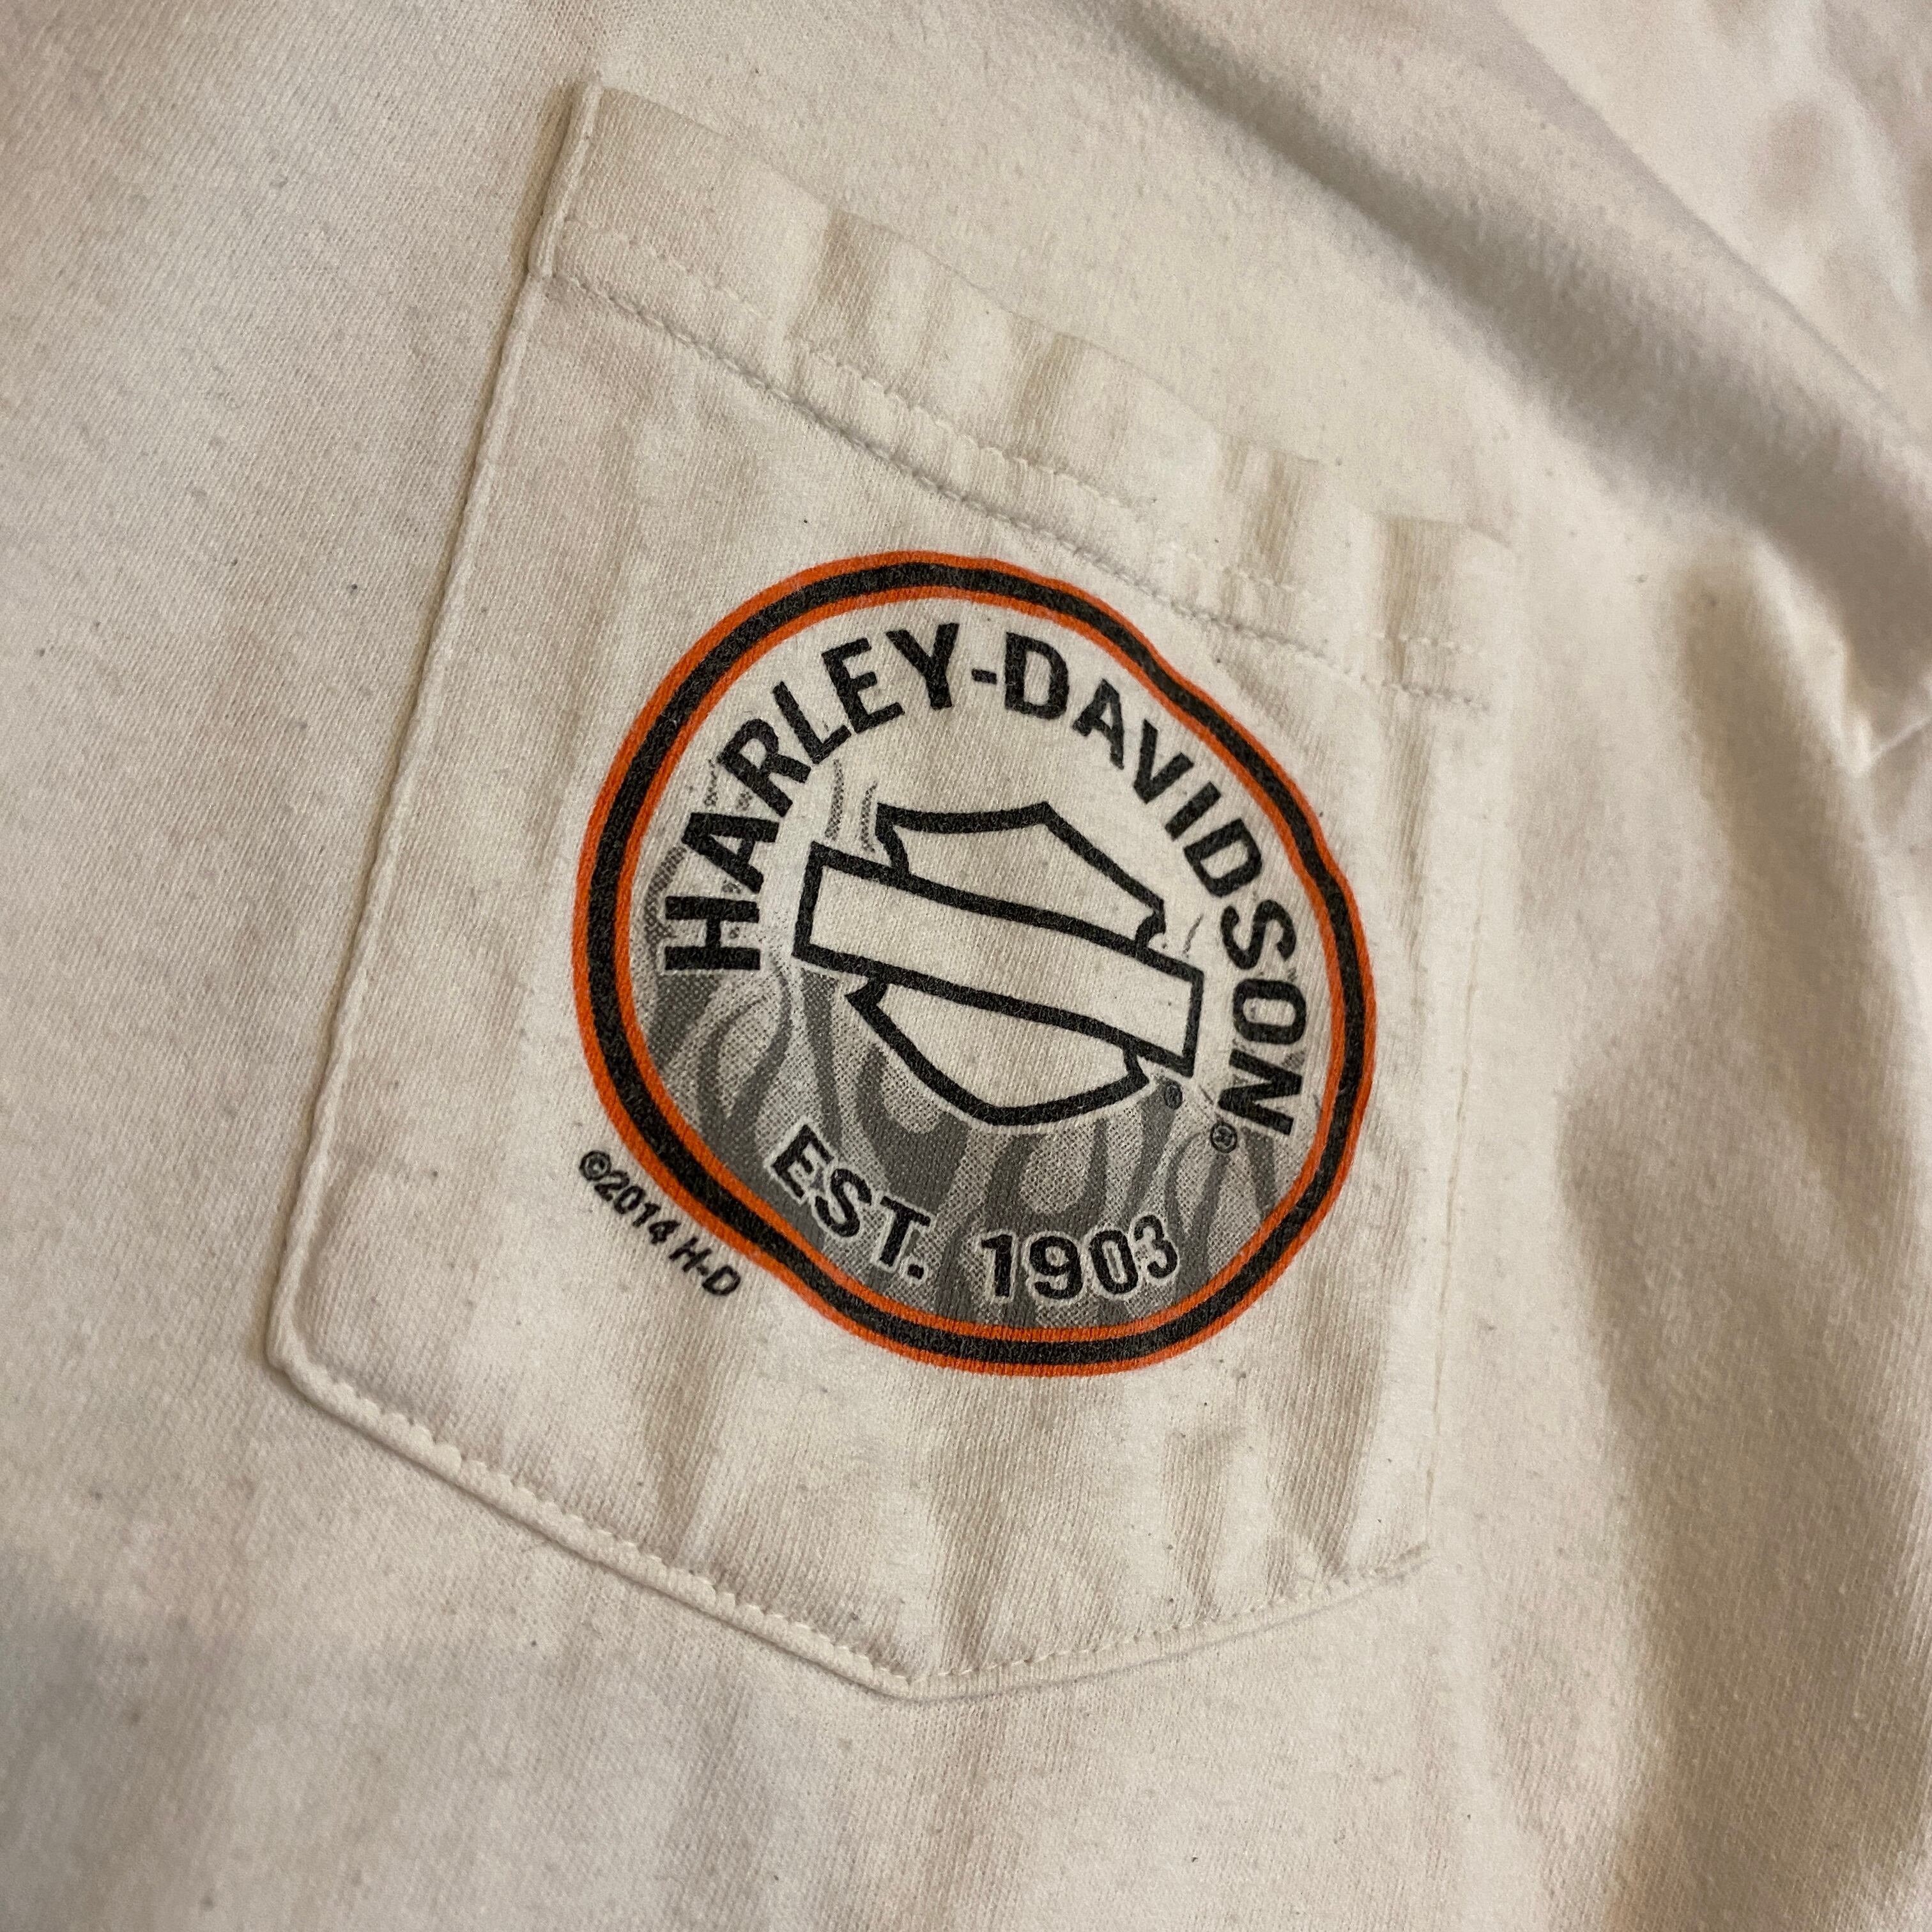 HARLEY-DAVIDSON®
®
EST. 1903
©2014 H-D